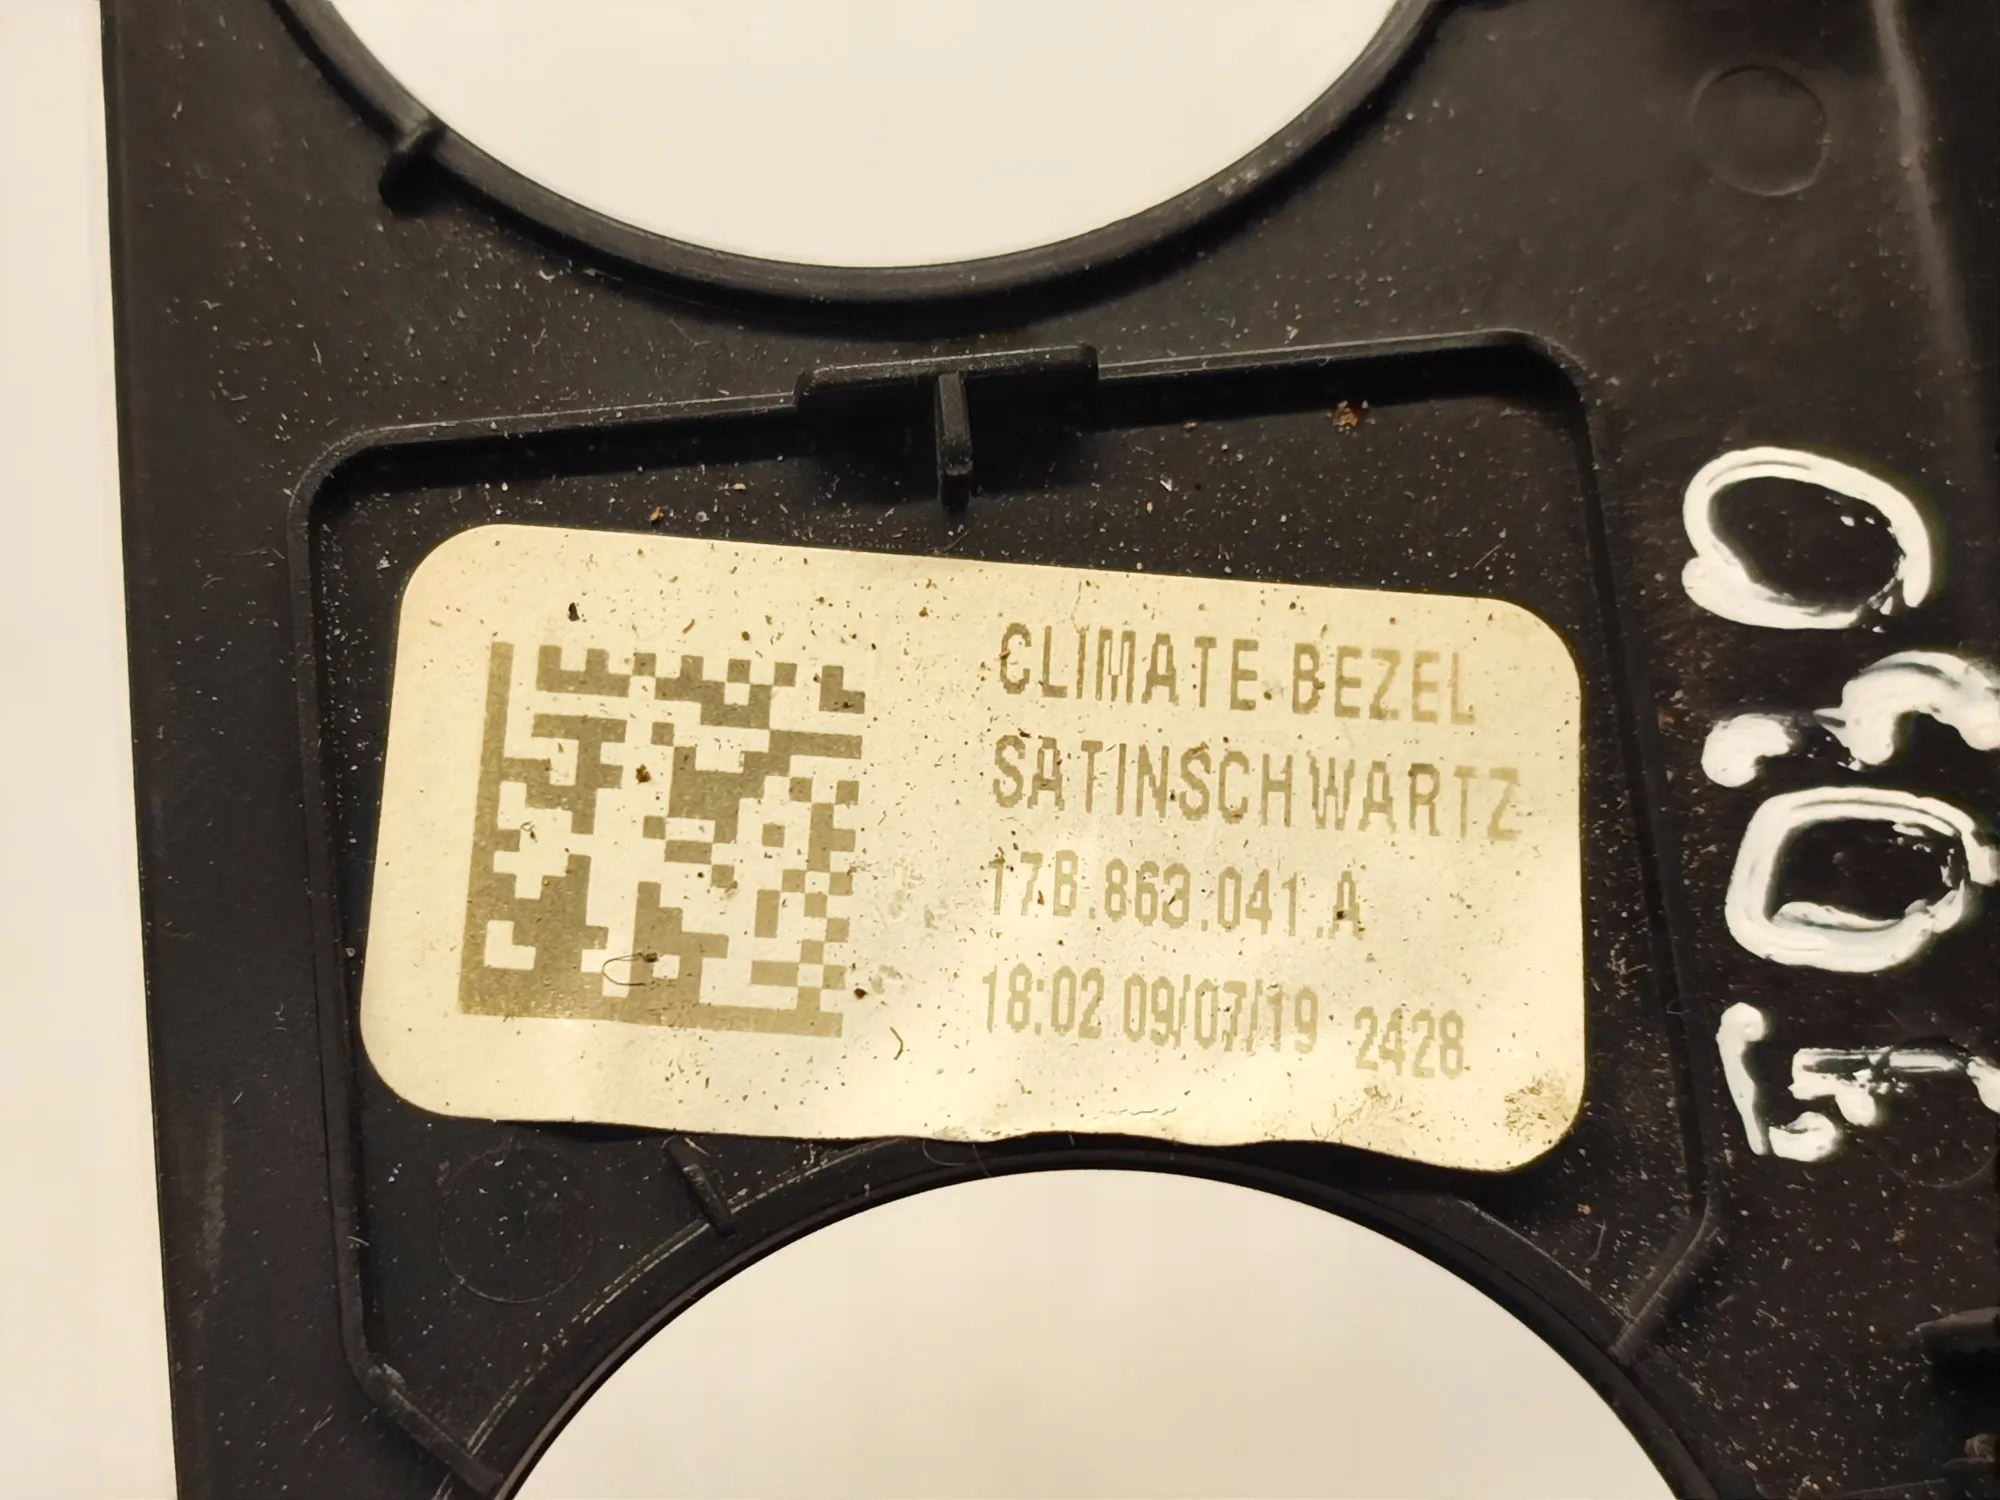 CLIMATE BEZEL
SATINSCHWARTZ
17B.863.041.A
18:02 09/07/19 2428